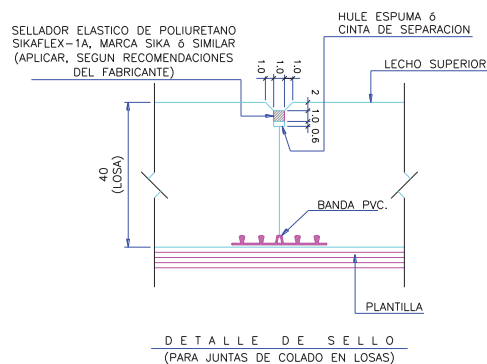 SELLADOR ELASTICO DE POLIURETANO
SIKAFLEX-1A, MARCA SIKA ó SIMILAR
(APLICAR, SEGUN RECOMENDACIONES
DEL FABRICANTE)
HULE ESPUMA ó
CINTA DE SEPARACION
LECHO SUPERIOR
1.0
1.0
1.0
2
1.0
0.6
40
(LOSA)
BANDA PVC.
PLANTILLA
DETALLE DE SELLO
(PARA JUNTAS DE COLADO EN LOSAS)